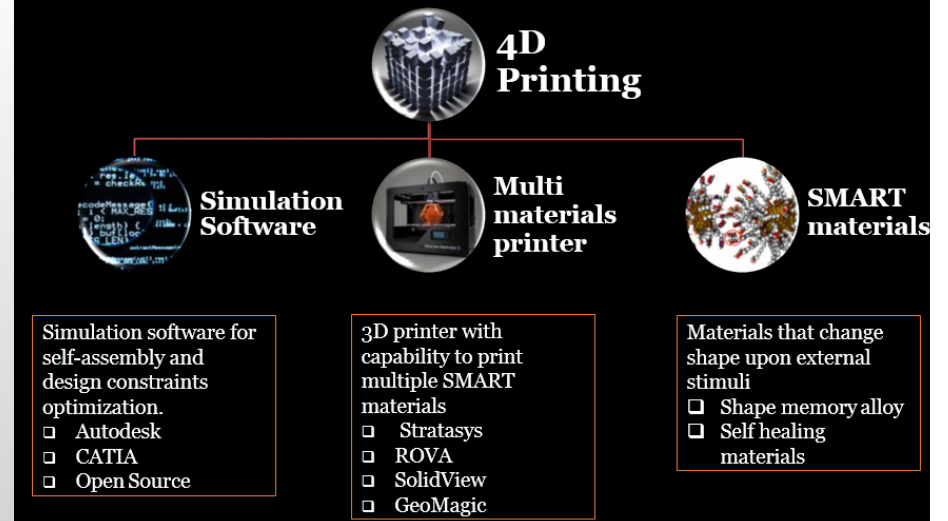 4D
Printing
Simulation
Software
Multi
materials
printer
SMART
materials
Simulation software for
self-assembly and
design constraints
optimization.
Autodesk
CATIA
Open Source
3D printer with
capability to print
multiple SMART
materials
Stratasys
ROVA
SolidView
GeoMagic
Materials that change
shape upon external
stimuli
Shape memory alloy
Self healing
materials